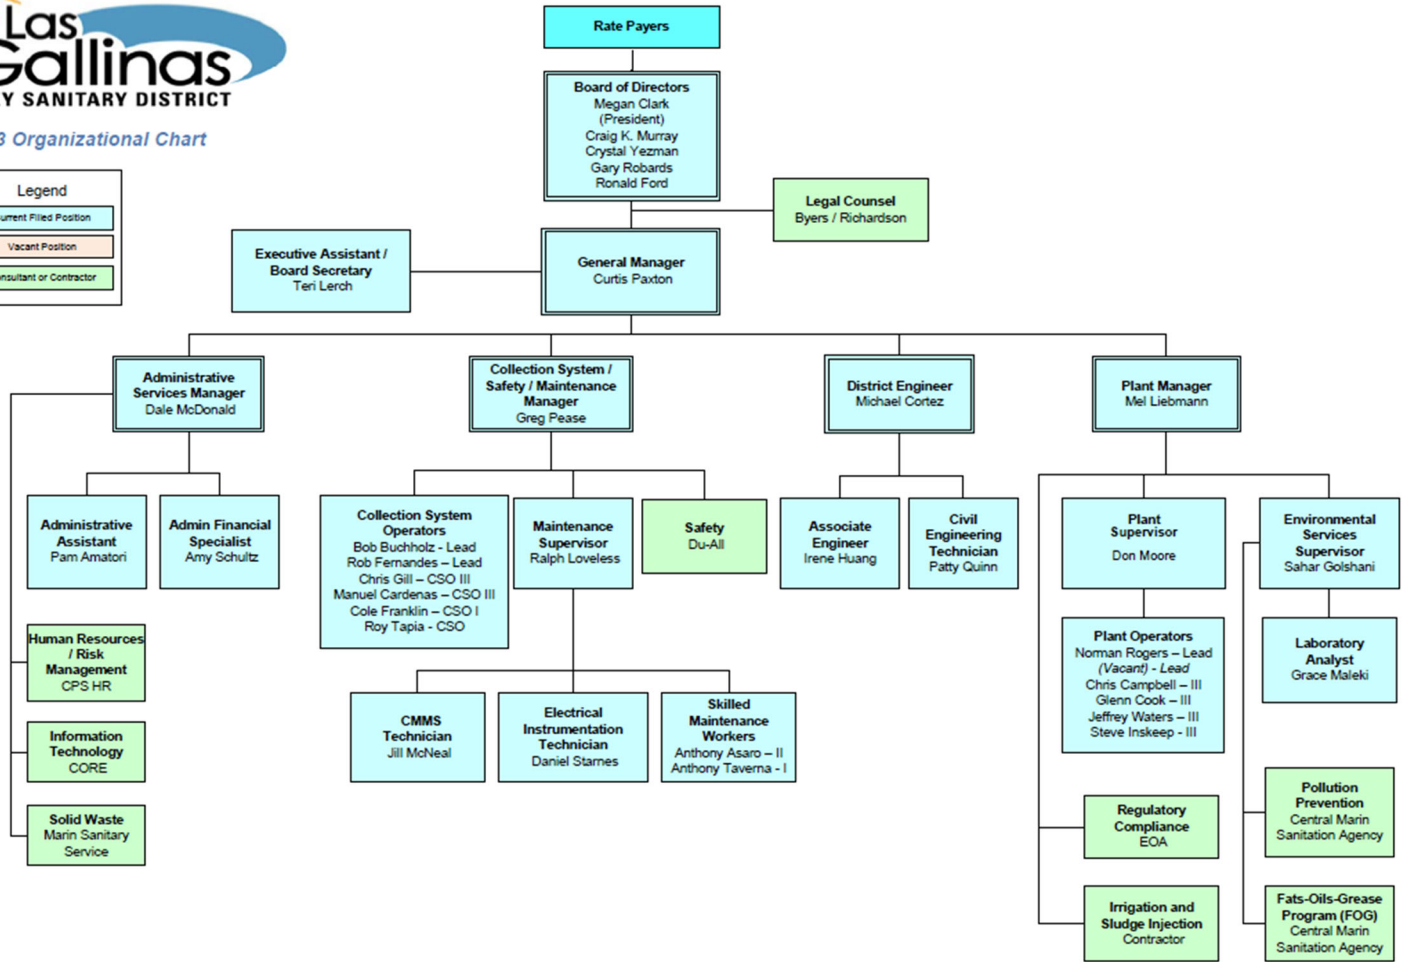 Las
Gallinas
Y SANITARY DISTRICT
3 Organizational Chart
Legend
urrent Filled Position
Vacant Position
onsultant or Contractor
Rate Payers
Board of Directors
Megan Clark
(President)
Craig K. Murray
Crystal Yezman
Gary Robards
Ronald Ford
Legal Counsel
Byers / Richardson
Executive Assistant /
Board Secretary
Teri Lerch
General Manager
Curtis Paxton
Administrative
Services Manager
Dale McDonald
Collection System /
Safety / Maintenance
Manager
Greg Pease
District Engineer
Michael Cortez
Plant Manager
Mel Liebmann
Administrative
Assistant
Pam Amatori
Admin Financial
Specialist
Amy Schultz
Collection System
Operators
Bob Buchholz - Lead
Rob Fernandes – Lead
Chris Gill – CSO III
Manuel Cardenas – CSO III
Cole Franklin – CSO I
Roy Tapia - CSO
Maintenance
Supervisor
Ralph Loveless
Safety
Du-All
Associate
Engineer
Irene Huang
Civil
Engineering
Technician
Patty Quinn
Plant
Supervisor
Don Moore
Environmental
Services
Supervisor
Sahar Golshani
Human Resources
/ Risk
Management
CPS HR
Information
Technology
CORE
Solid Waste
Marin Sanitary
Service
CMMS
Technician
Jill McNeal
Electrical
Instrumentation
Technician
Daniel Starnes
Skilled
Maintenance
Workers
Anthony Asaro – II
Anthony Taverna - I
Plant Operators
Norman Rogers – Lead
(Vacant) - Lead
Chris Campbell – III
Glenn Cook – III
Jeffrey Waters – III
Steve Inskeep - III
Laboratory
Analyst
Grace Maleki
Regulatory
Compliance
EOA
Irrigation and
Sludge Injection
Contractor
Pollution
Prevention
Central Marin
Sanitation Agency
Fats-Oils-Grease
Program (FOG)
Central Marin
Sanitation Agency